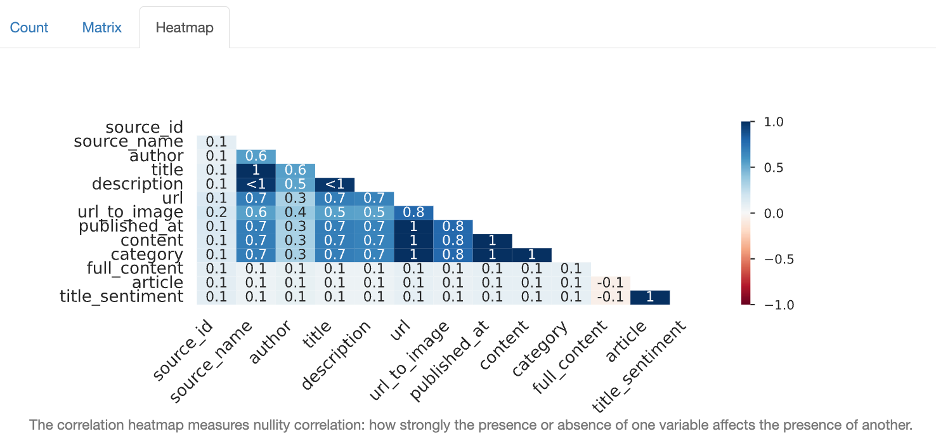 Count Matrix Heatmap
source_id
source_name 0.1
author 0.1 0.6
title 0.1 1 0.6
description 0.1 <1 0.5 <1
url 0.1 0.7 0.3 0.7 0.7
url_to_image 0.2 0.6 0.4 0.5 0.5 0.8
published_at 0.1 0.7 0.3 0.7 0.7 1 0.8
content 0.1 0.7 0.3 0.7 0.7 1 0.8 1
category 0.1 0.7 0.3 0.7 0.7 1 0.8 1 1
full_content 0.1 0.1 0.1 0.1 0.1 0.1 0.1 0.1 0.1 0.1
article 0.1 0.1 0.1 0.1 0.1 0.1 0.1 0.1 0.1 0.1 -0.1
title_sentiment 0.1 0.1 0.1 0.1 0.1 0.1 0.1 0.1 0.1 0.1 -0.1 1
source_id source_name author title description url url_to_image published_at content category full_content article title_sentiment
1.0
0.5
0.0
−0.5
−1.0
The correlation heatmap measures nullity correlation: how strongly the presence or absence of one variable affects the presence of another.